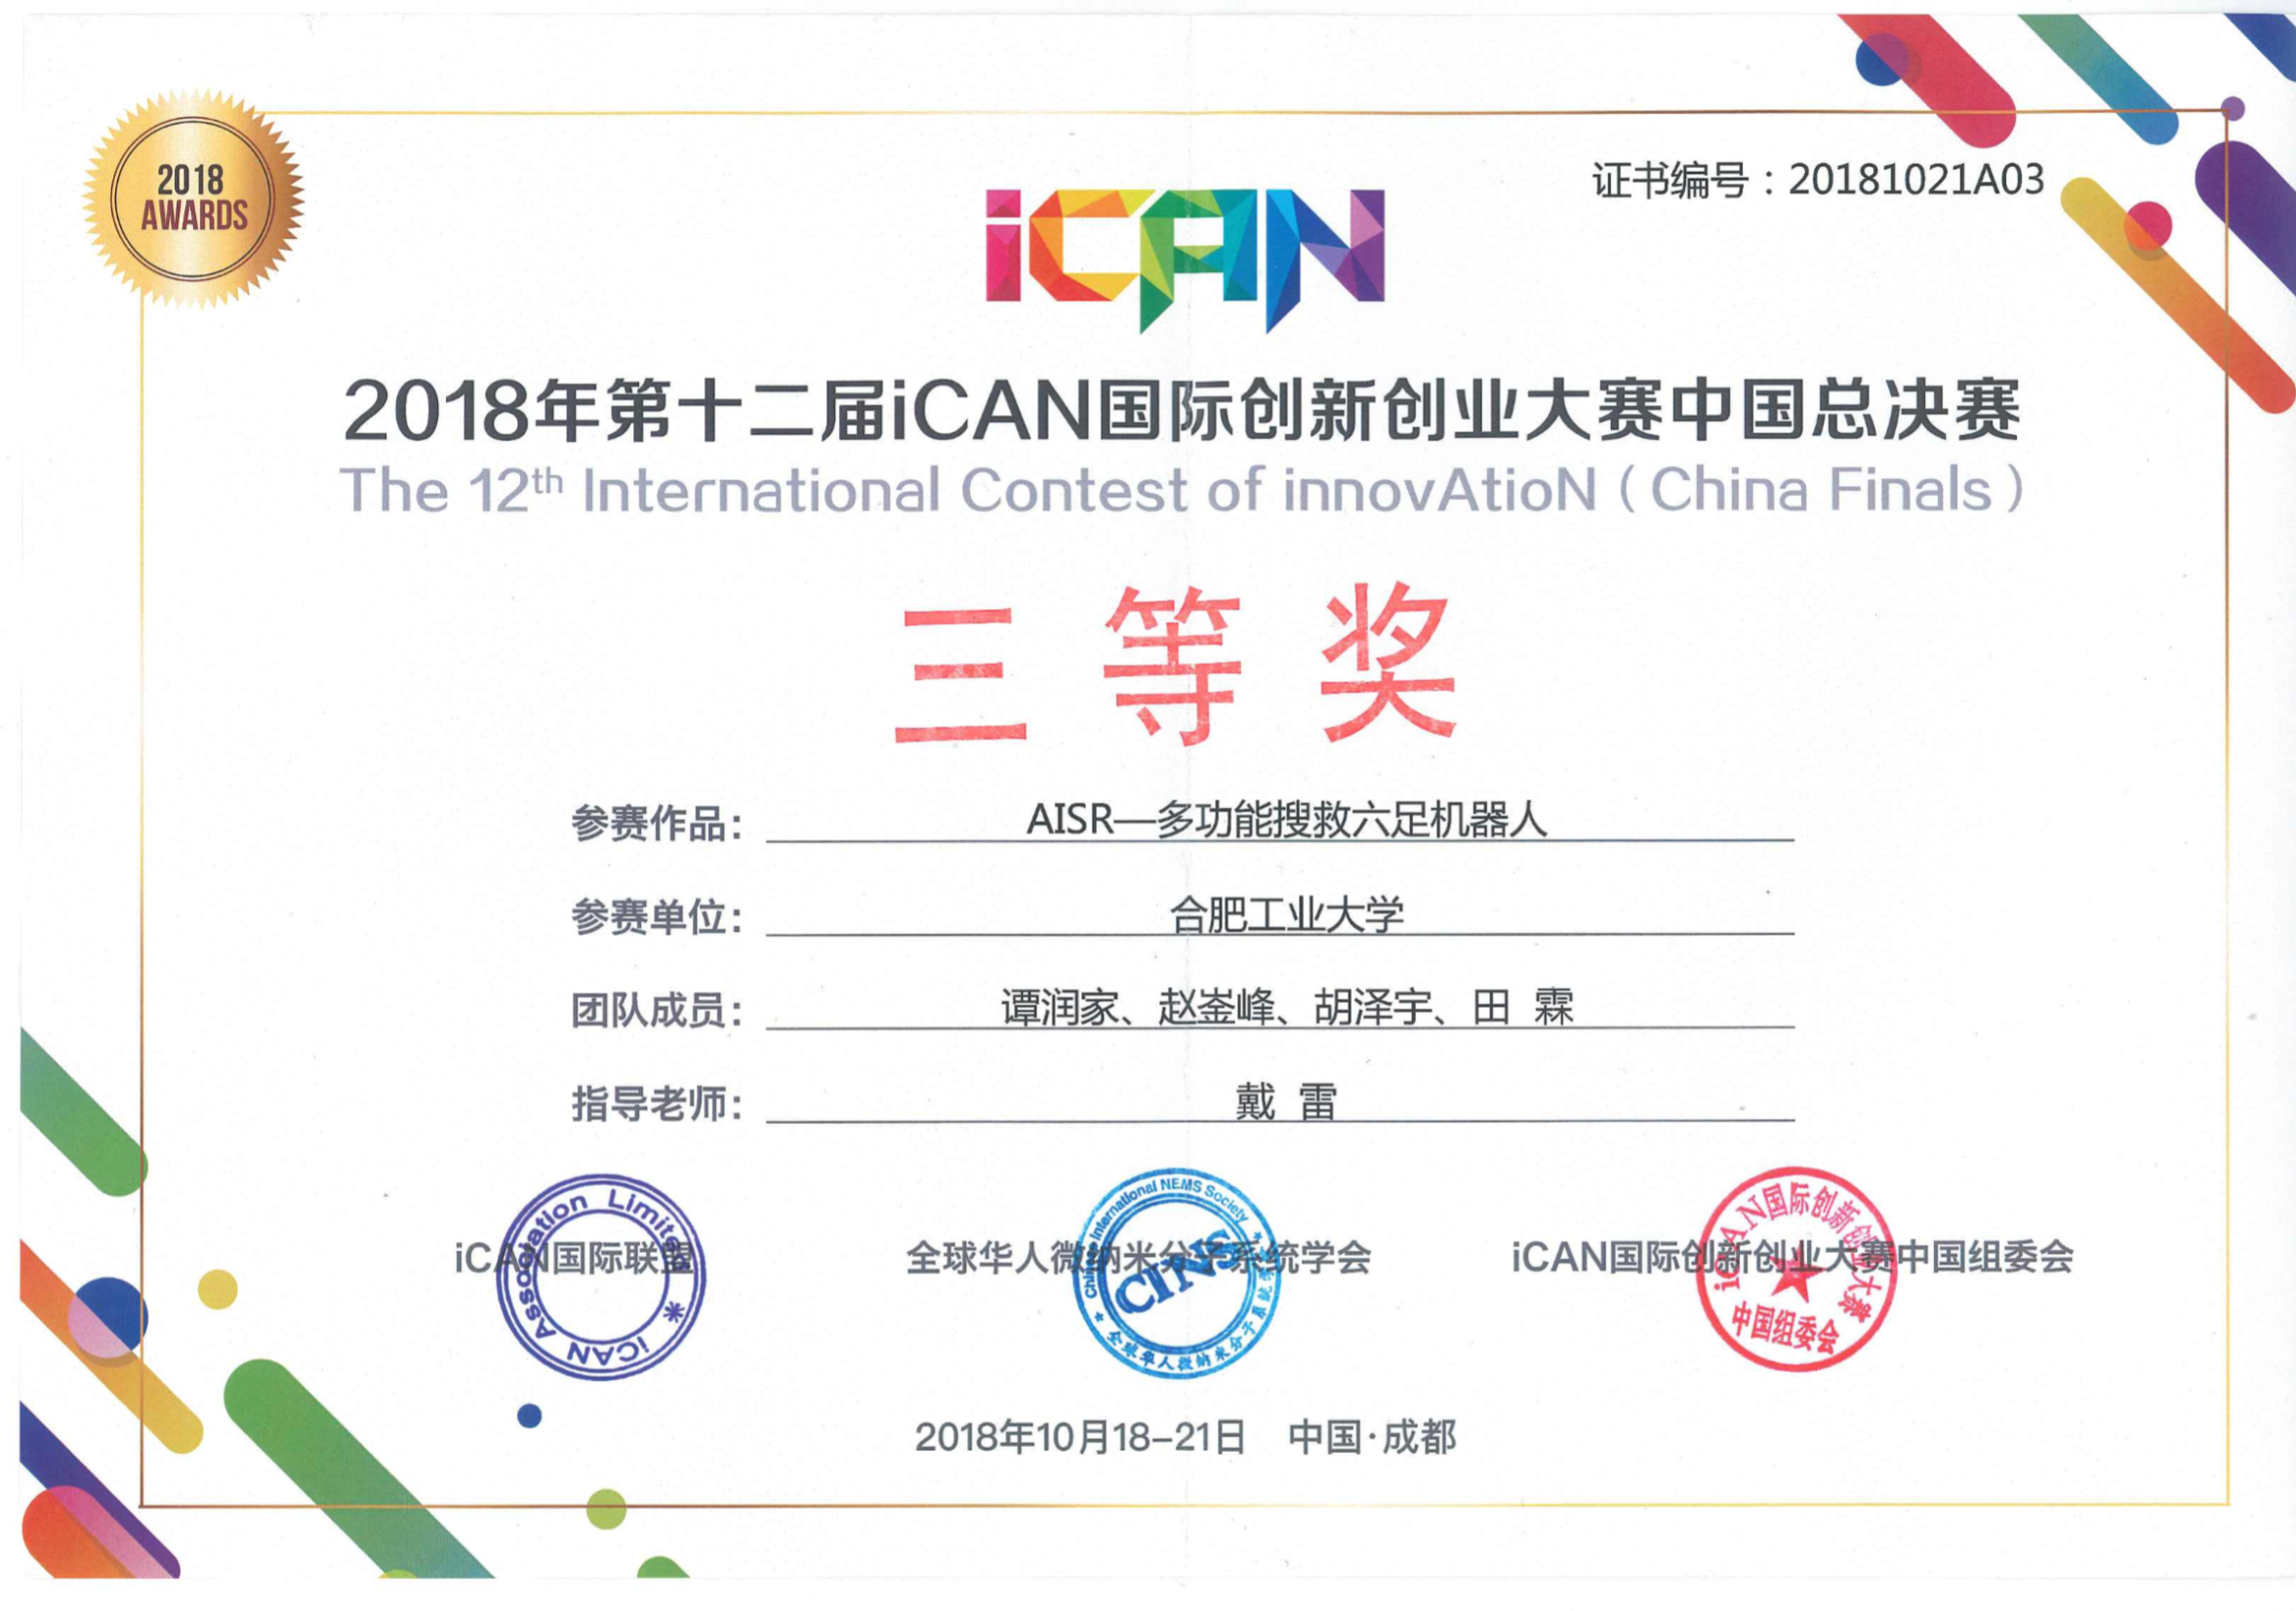 2018
AWARDS
证书编号：20181021A03
iCAN
2018年第十二届iCAN国际创新创业大赛中国总决赛
The 12th International Contest of innovAtioN（China Finals）
三等奖
参赛作品：AISR—多功能搜救六足机器人
参赛单位：合肥工业大学
团队成员：谭润家、赵崟峰、胡泽宇、田 霖
指导老师：戴 雷
iCAN国际联盟
iCAN Association Limited
全球华人微纳米分子系统学会
Chinese International NEMS Society
CINS
全球华人微纳米分子系统学会
iCAN国际创新创业大赛中国组委会
iCAN国际创新创业大赛
中国组委会
2018年10月18-21日 中国·成都